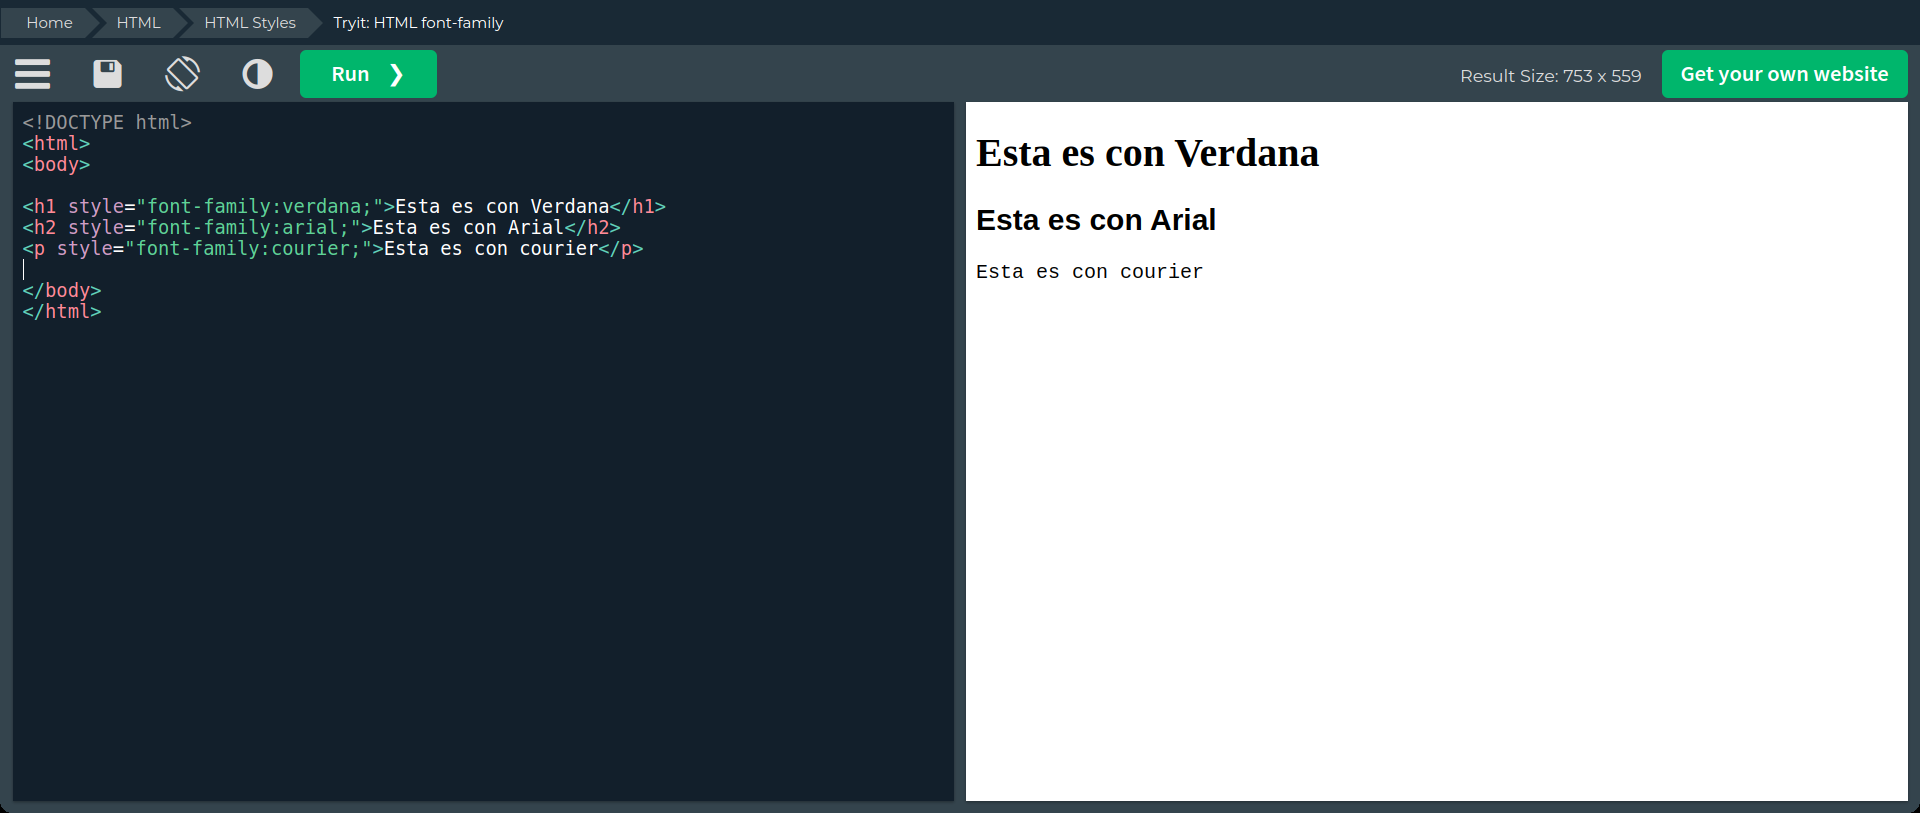 Home HTML HTML Styles Tryit: HTML font-family
Run ❯ Result Size: 753 x 559 Get your own website
<!DOCTYPE html>
<html>
<body>
<h1 style="font-family:verdana;">Esta es con Verdana</h1>
<h2 style="font-family:arial;">Esta es con Arial</h2>
<p style="font-family:courier;">Esta es con courier</p>
</body>
</html>
Esta es con Verdana
Esta es con Arial
Esta es con courier